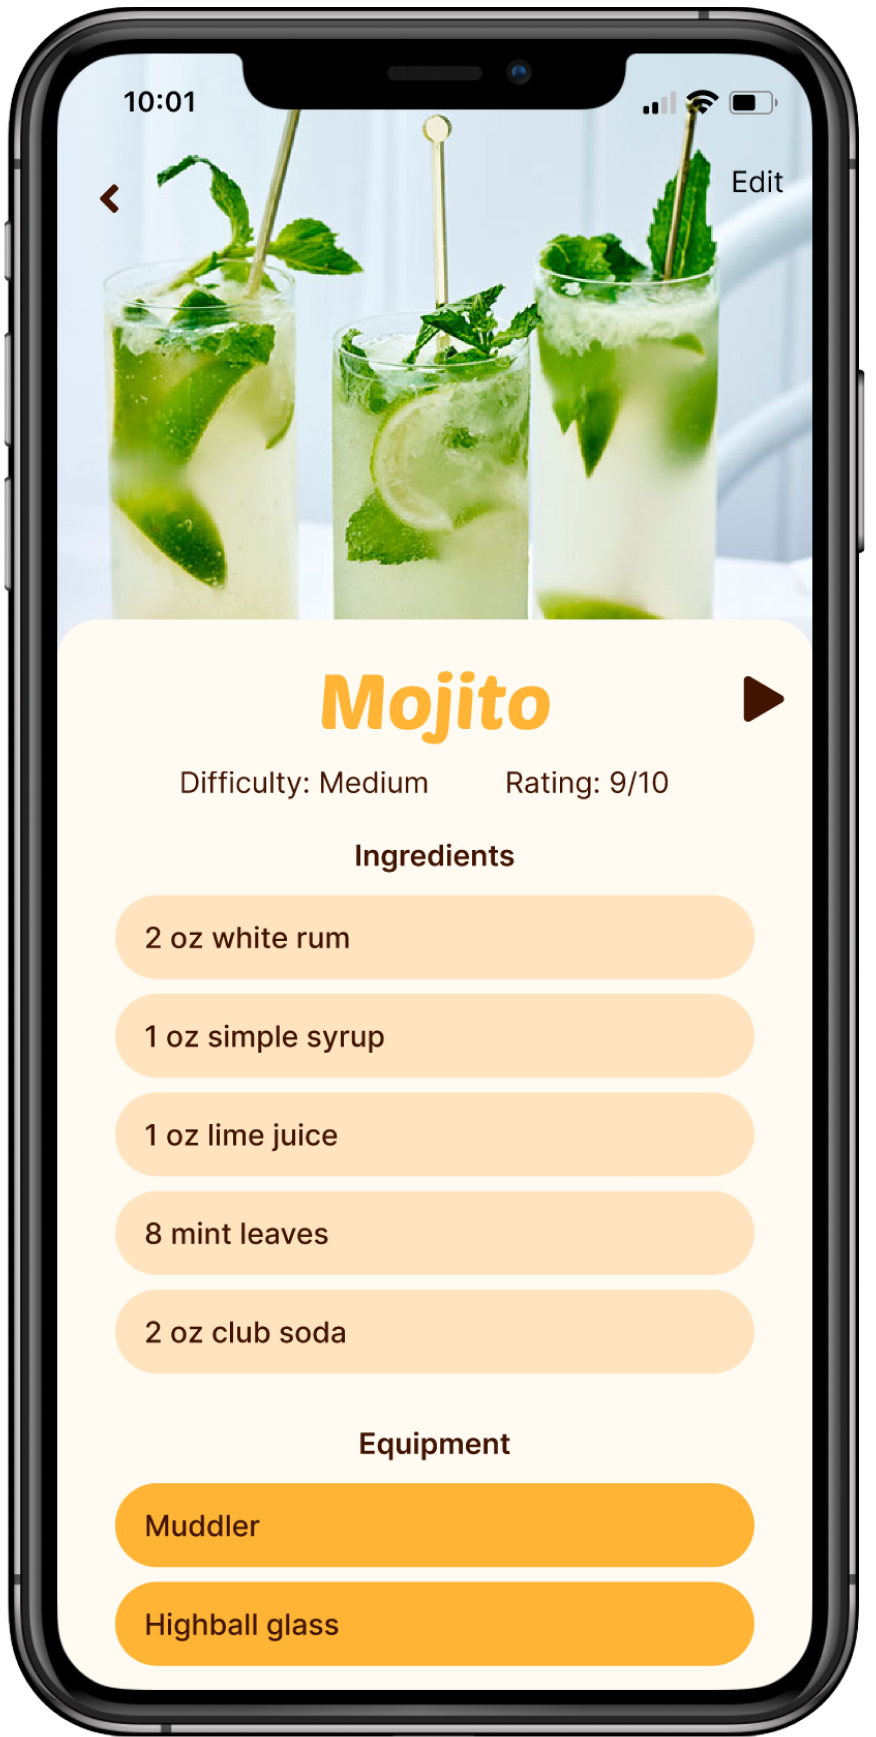 10:01
Edit
Mojito
Difficulty: Medium Rating: 9/10
Ingredients
2 oz white rum
1 oz simple syrup
1 oz lime juice
8 mint leaves
2 oz club soda
Equipment
Muddler
Highball glass